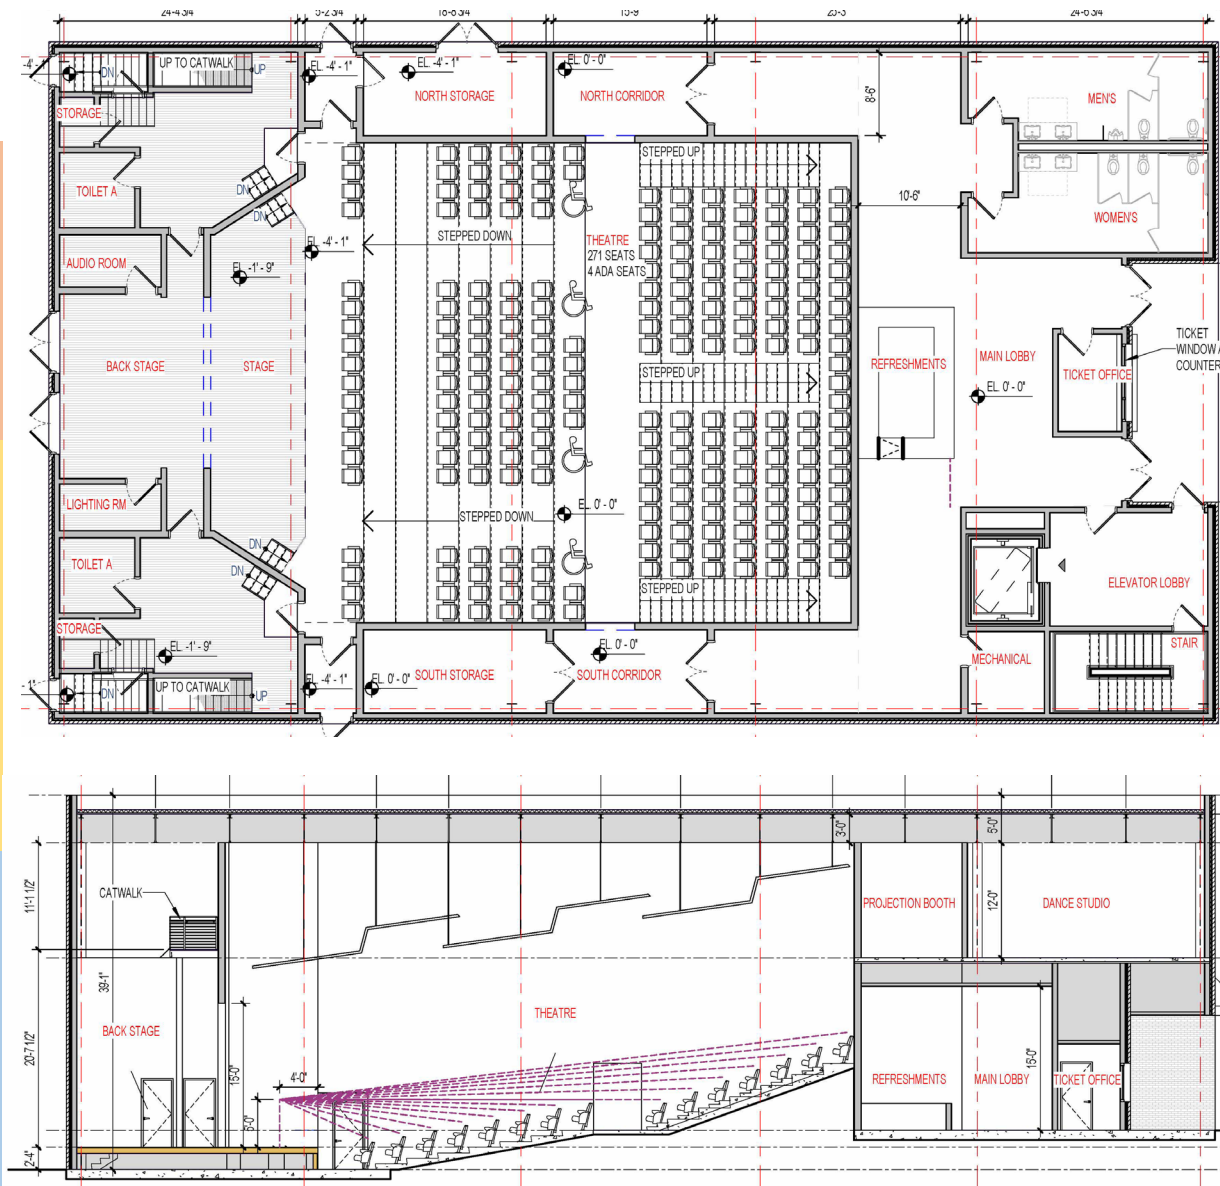 24-4 3/4
5-2 3/4
18-8 3/4
15-9
25-3
24-6 3/4
UP TO CATWALK
DN
UP
EL. -4' - 1"
EL. -4' - 1"
EL. 0' - 0"
STORAGE
NORTH STORAGE
NORTH CORRIDOR
8'-6"
MEN'S
STEPPED UP
TOILET A
DN
DN
10'-6"
WOMEN'S
STEPPED DOWN
THEATRE
271 SEATS
4 ADA SEATS
EL. -4' - 1"
AUDIO ROOM
EL. -1' - 9"
TICKET
WINDOW
COUNTER
BACK STAGE
STAGE
STEPPED UP
REFRESHMENTS
MAIN LOBBY
TICKET OFFICE
EL. 0' - 0"
LIGHTING RM
STEPPED DOWN
EL. 0' - 0"
DN
DN
TOILET A
STEPPED UP
ELEVATOR LOBBY
STORAGE
EL. -1' - 9"
EL. 0' - 0"
STAIR
MECHANICAL
UP TO CATWALK
DN
UP
EL. -4' - 1"
EL. 0' - 0"
SOUTH STORAGE
SOUTH CORRIDOR
3'-0"
5'-0"
11'-1 1/2"
CATWALK
PROJECTION BOOTH
12'-0"
DANCE STUDIO
39'-1"
THEATRE
BACK STAGE
20'-7 1/2"
15'-0"
4'-0"
15'-0"
REFRESHMENTS
MAIN LOBBY
TICKET OFFICE
2'-4"